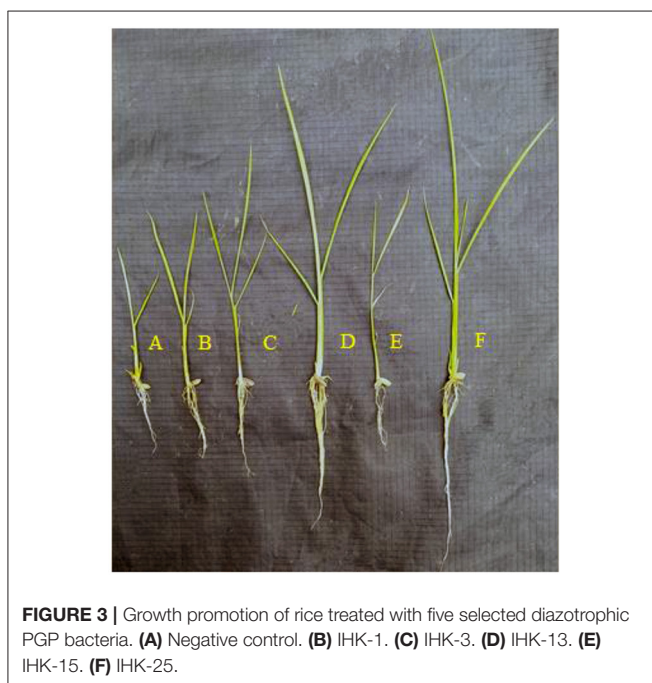 A B C D E F
FIGURE 3 | Growth promotion of rice treated with five selected diazotrophic
PGP bacteria. (A) Negative control. (B) IHK-1. (C) IHK-3. (D) IHK-13. (E)
IHK-15. (F) IHK-25.